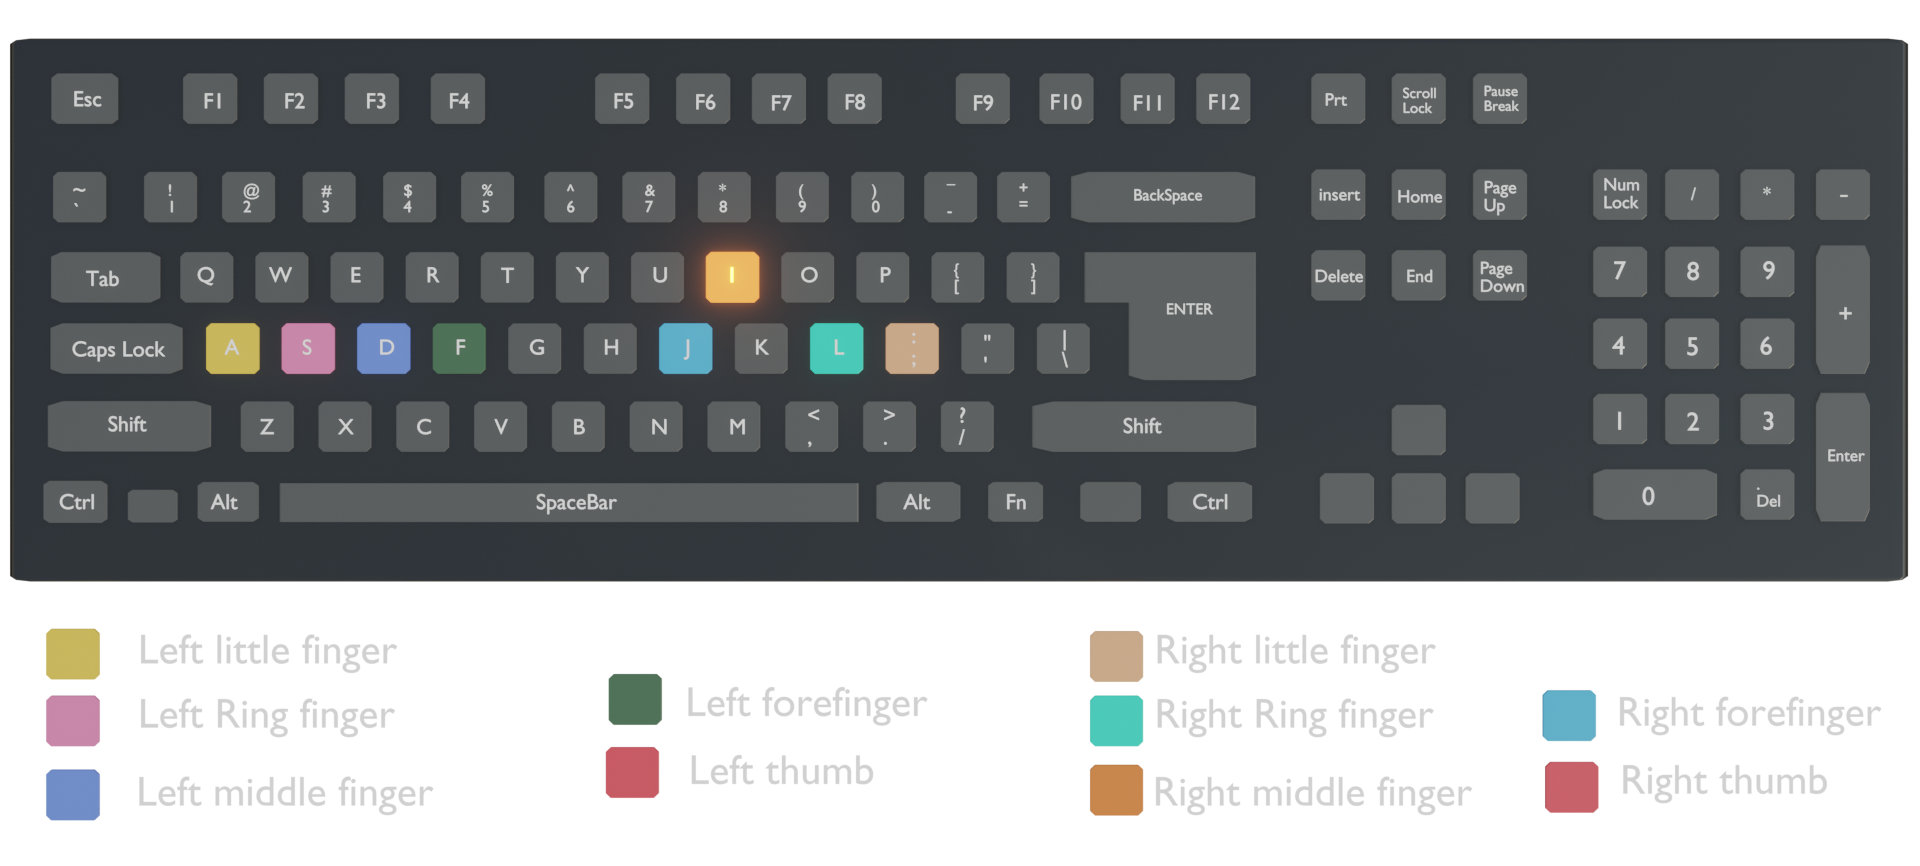 Esc F1 F2 F3 F4 F5 F6 F7 F8 F9 F10 F11 F12 Prt Scroll Lock Pause Break
~ ` ! 1 @ 2 # 3 $ 4 % 5 ^ 6 & 7 * 8 ( 9 ) 0 _ - + = BackSpace insert Home Page Up Num Lock / * -
Tab Q W E R T Y U I O P { [ } ] ENTER Delete End Page Down 7 8 9 +
Caps Lock A S D F G H J K L : ; " ' | \ 4 5 6
Shift Z X C V B N M < , > . ? / Shift 1 2 3 Enter
Ctrl Alt SpaceBar Alt Fn Ctrl 0 . Del
Left little finger
Left Ring finger
Left middle finger
Left forefinger
Left thumb
Right little finger
Right Ring finger
Right middle finger
Right forefinger
Right thumb